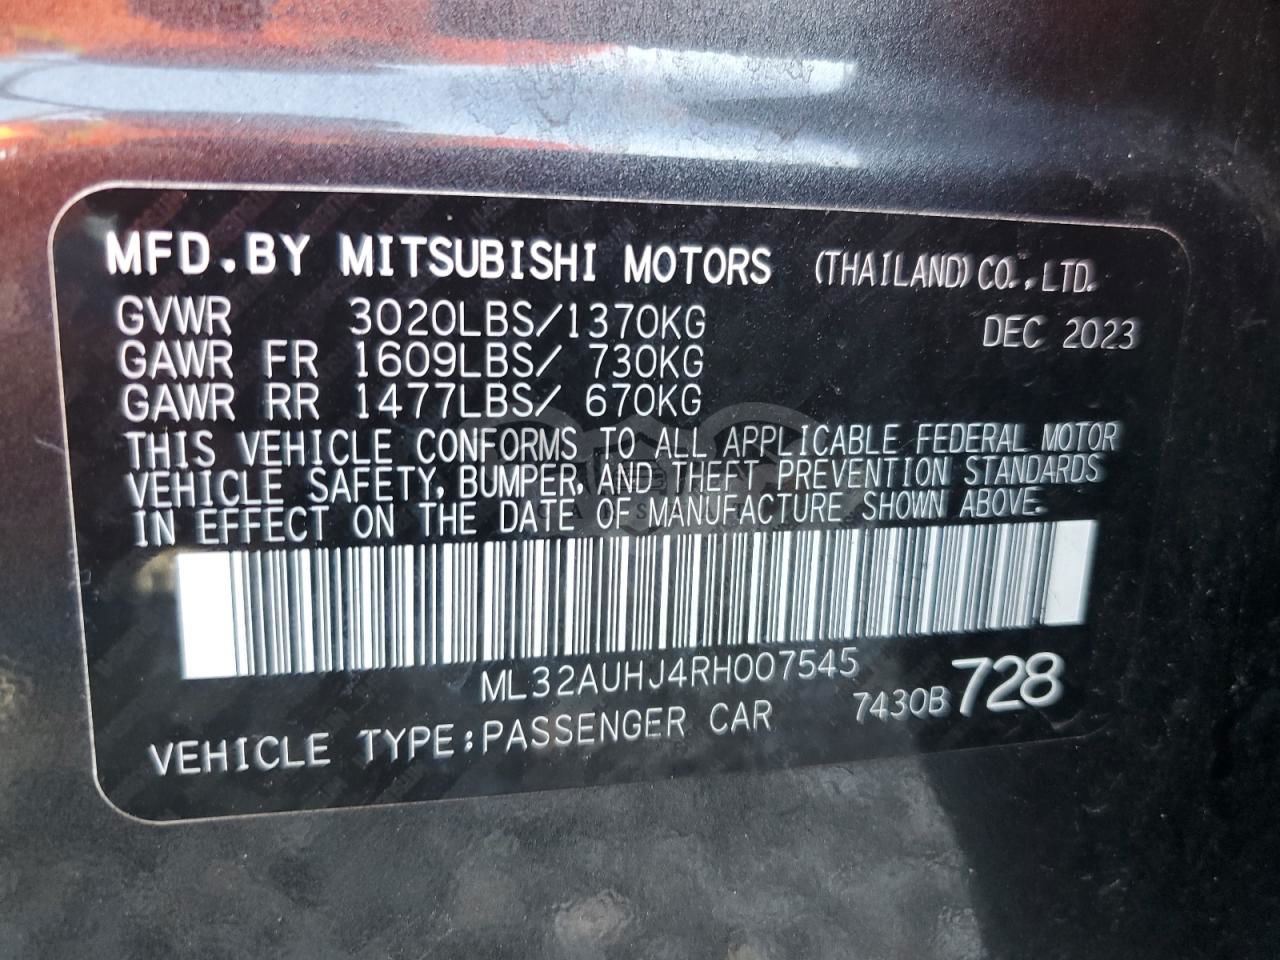 MFD.BY MITSUBISHI MOTORS (THAILAND) CO.,LTD.
GVWR 3020LBS/1370KG DEC 2023
GAWR FR 1609LBS/ 730KG
GAWR RR 1477LBS/ 670KG
THIS VEHICLE CONFORMS TO ALL APPLICABLE FEDERAL MOTOR
VEHICLE SAFETY, BUMPER, AND THEFT PREVENTION STANDARDS
IN EFFECT ON THE DATE OF MANUFACTURE SHOWN ABOVE.
ML32AUHJ4RH007545
7430B 728
VEHICLE TYPE:PASSENGER CAR